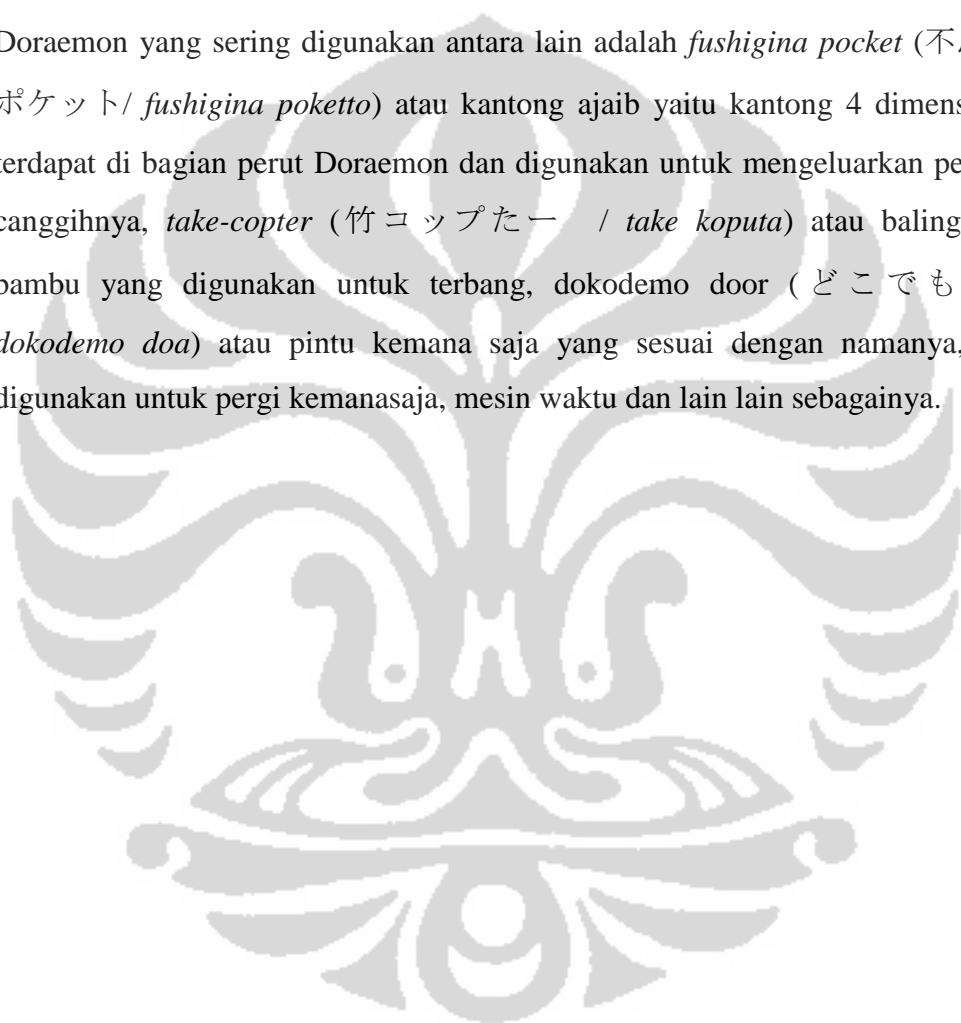 Doraemon yang sering digunakan antara lain adalah fushigina pocket (不
ポケット/ fushigina poketto) atau kantong ajaib yaitu kantong 4 dimens
terdapat di bagian perut Doraemon dan digunakan untuk mengeluarkan pe
canggihnya, take-copter (竹コップたー / take koputa) atau baling
bambu yang digunakan untuk terbang, dokodemo door (どこでも
dokodemo doa) atau pintu kemana saja yang sesuai dengan namanya,
digunakan untuk pergi kemanasaja, mesin waktu dan lain lain sebagainya.